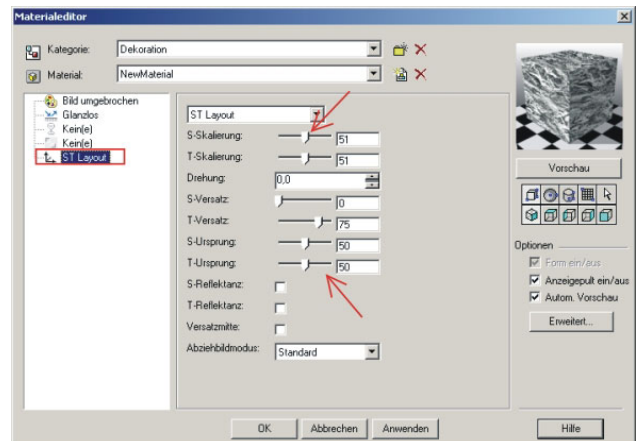 Materialeditor
Kategorie: Dekoration
Material: NewMaterial
Bild umgebrochen
Glanzlos
Kein(e)
Kein(e)
ST Layout
ST Layout
S-Skalierung: 51
T-Skalierung: 51
Drehung: 0,0
S-Versatz: 0
T-Versatz: 75
S-Ursprung: 50
T-Ursprung: 50
S-Reflektanz:
T-Reflektanz:
Versatzmitte:
Abziehbildmodus: Standard
Vorschau
Optionen
Form ein/aus
Anzeigepult ein/aus
Autom. Vorschau
Erweitert...
OK Abbrechen Anwenden Hilfe